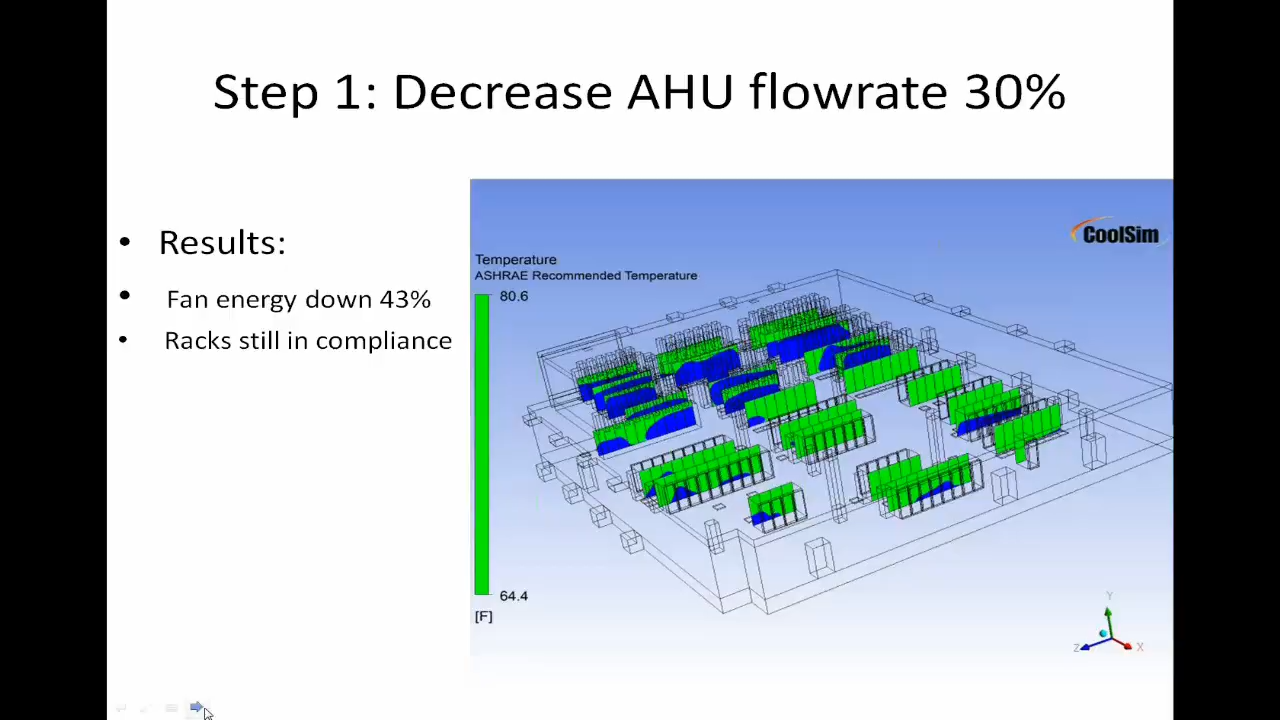 Step 1: Decrease AHU flowrate 30%
• Results:
• Fan energy down 43%
• Racks still in compliance
CoolSim
Temperature
ASHRAE Recommended Temperature
80.6
64.4
[F]
Y
Z
X